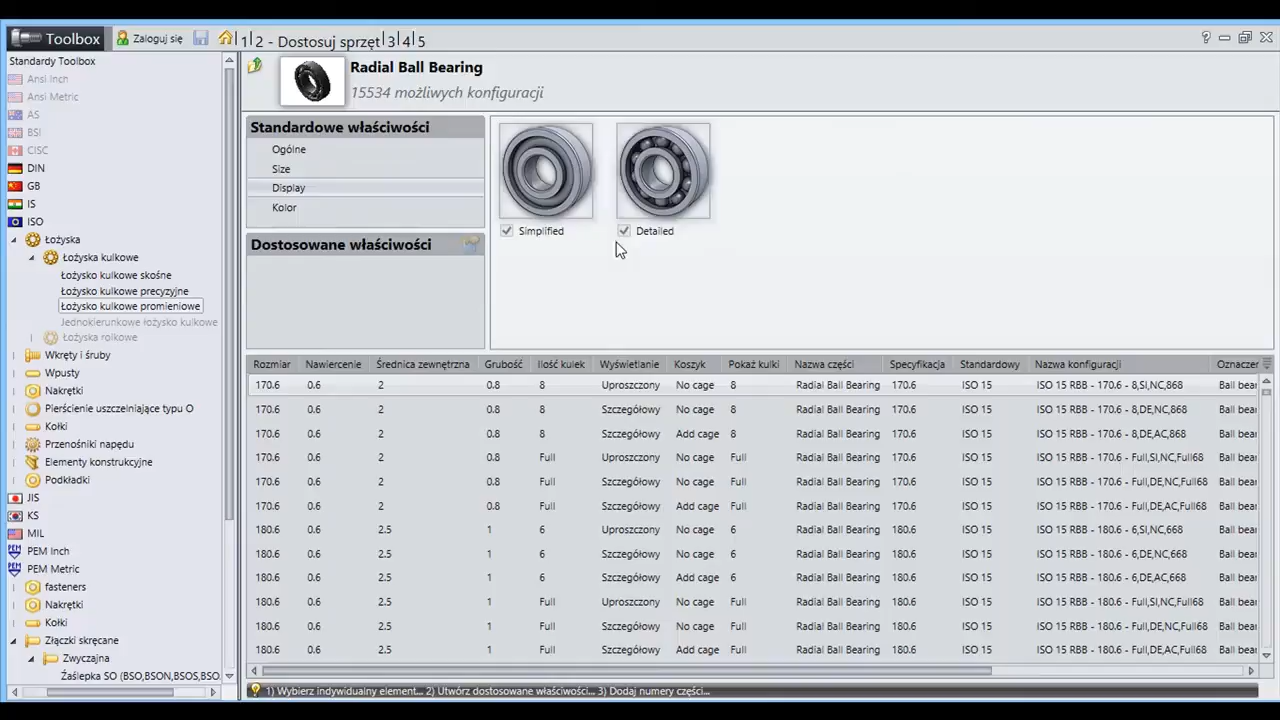 Toolbox Zaloguj się 1 2 - Dostosuj sprzęt 3 4 5
Standardy Toolbox
Ansi Inch
Ansi Metric
AS
BSI
CISC
DIN
GB
IS
ISO
Łożyska
Łożyska kulkowe
Łożysko kulkowe skośne
Łożysko kulkowe precyzyjne
Łożysko kulkowe promieniowe
Jednokierunkowe łożysko kulkowe
Łożyska rolkowe
Wkręty i śruby
Wpusty
Nakrętki
Pierścienie uszczelniające typu O
Kołki
Przenośniki napędu
Elementy konstrukcyjne
Podkładki
JIS
KS
MIL
PEM Inch
PEM Metric
fasteners
Nakrętki
Kołki
Złączki skręcane
Zwyczajna
Zaślepka SO (BSO,BSON,BSOS,BSO
Radial Ball Bearing
15534 możliwych konfiguracji
Standardowe właściwości
Ogólne
Size
Display
Kolor
Dostosowane właściwości
Simplified Detailed
Rozmiar Nawiercenie Średnica zewnętrzna Grubość Ilość kulek Wyświetlanie Koszyk Pokaż kulki Nazwa części Specyfikacja Standardowy Nazwa konfiguracji Oznaczen
170.6 0.6 2 0.8 8 Uproszczony No cage 8 Radial Ball Bearing 170.6 ISO 15 ISO 15 RBB - 170.6 - 8,SI,NC,868 Ball bear
170.6 0.6 2 0.8 8 Szczegółowy No cage 8 Radial Ball Bearing 170.6 ISO 15 ISO 15 RBB - 170.6 - 8,DE,NC,868 Ball bear
170.6 0.6 2 0.8 8 Szczegółowy Add cage 8 Radial Ball Bearing 170.6 ISO 15 ISO 15 RBB - 170.6 - 8,DE,AC,868 Ball bear
170.6 0.6 2 0.8 Full Uproszczony No cage Full Radial Ball Bearing 170.6 ISO 15 ISO 15 RBB - 170.6 - Full,SI,NC,Full68 Ball bear
170.6 0.6 2 0.8 Full Szczegółowy No cage Full Radial Ball Bearing 170.6 ISO 15 ISO 15 RBB - 170.6 - Full,DE,NC,Full68 Ball bear
170.6 0.6 2 0.8 Full Szczegółowy Add cage Full Radial Ball Bearing 170.6 ISO 15 ISO 15 RBB - 170.6 - Full,DE,AC,Full68 Ball bear
180.6 0.6 2.5 1 6 Uproszczony No cage 6 Radial Ball Bearing 180.6 ISO 15 ISO 15 RBB - 180.6 - 6,SI,NC,668 Ball bear
180.6 0.6 2.5 1 6 Szczegółowy No cage 6 Radial Ball Bearing 180.6 ISO 15 ISO 15 RBB - 180.6 - 6,DE,NC,668 Ball bear
180.6 0.6 2.5 1 6 Szczegółowy Add cage 6 Radial Ball Bearing 180.6 ISO 15 ISO 15 RBB - 180.6 - 6,DE,AC,668 Ball bear
180.6 0.6 2.5 1 Full Uproszczony No cage Full Radial Ball Bearing 180.6 ISO 15 ISO 15 RBB - 180.6 - Full,SI,NC,Full68 Ball bear
180.6 0.6 2.5 1 Full Szczegółowy No cage Full Radial Ball Bearing 180.6 ISO 15 ISO 15 RBB - 180.6 - Full,DE,NC,Full68 Ball bear
180.6 0.6 2.5 1 Full Szczegółowy Add cage Full Radial Ball Bearing 180.6 ISO 15 ISO 15 RBB - 180.6 - Full,DE,AC,Full68 Ball bear
1) Wybierz indywidualny element... 2) Utwórz dostosowane właściwości... 3) Dodaj numery części...